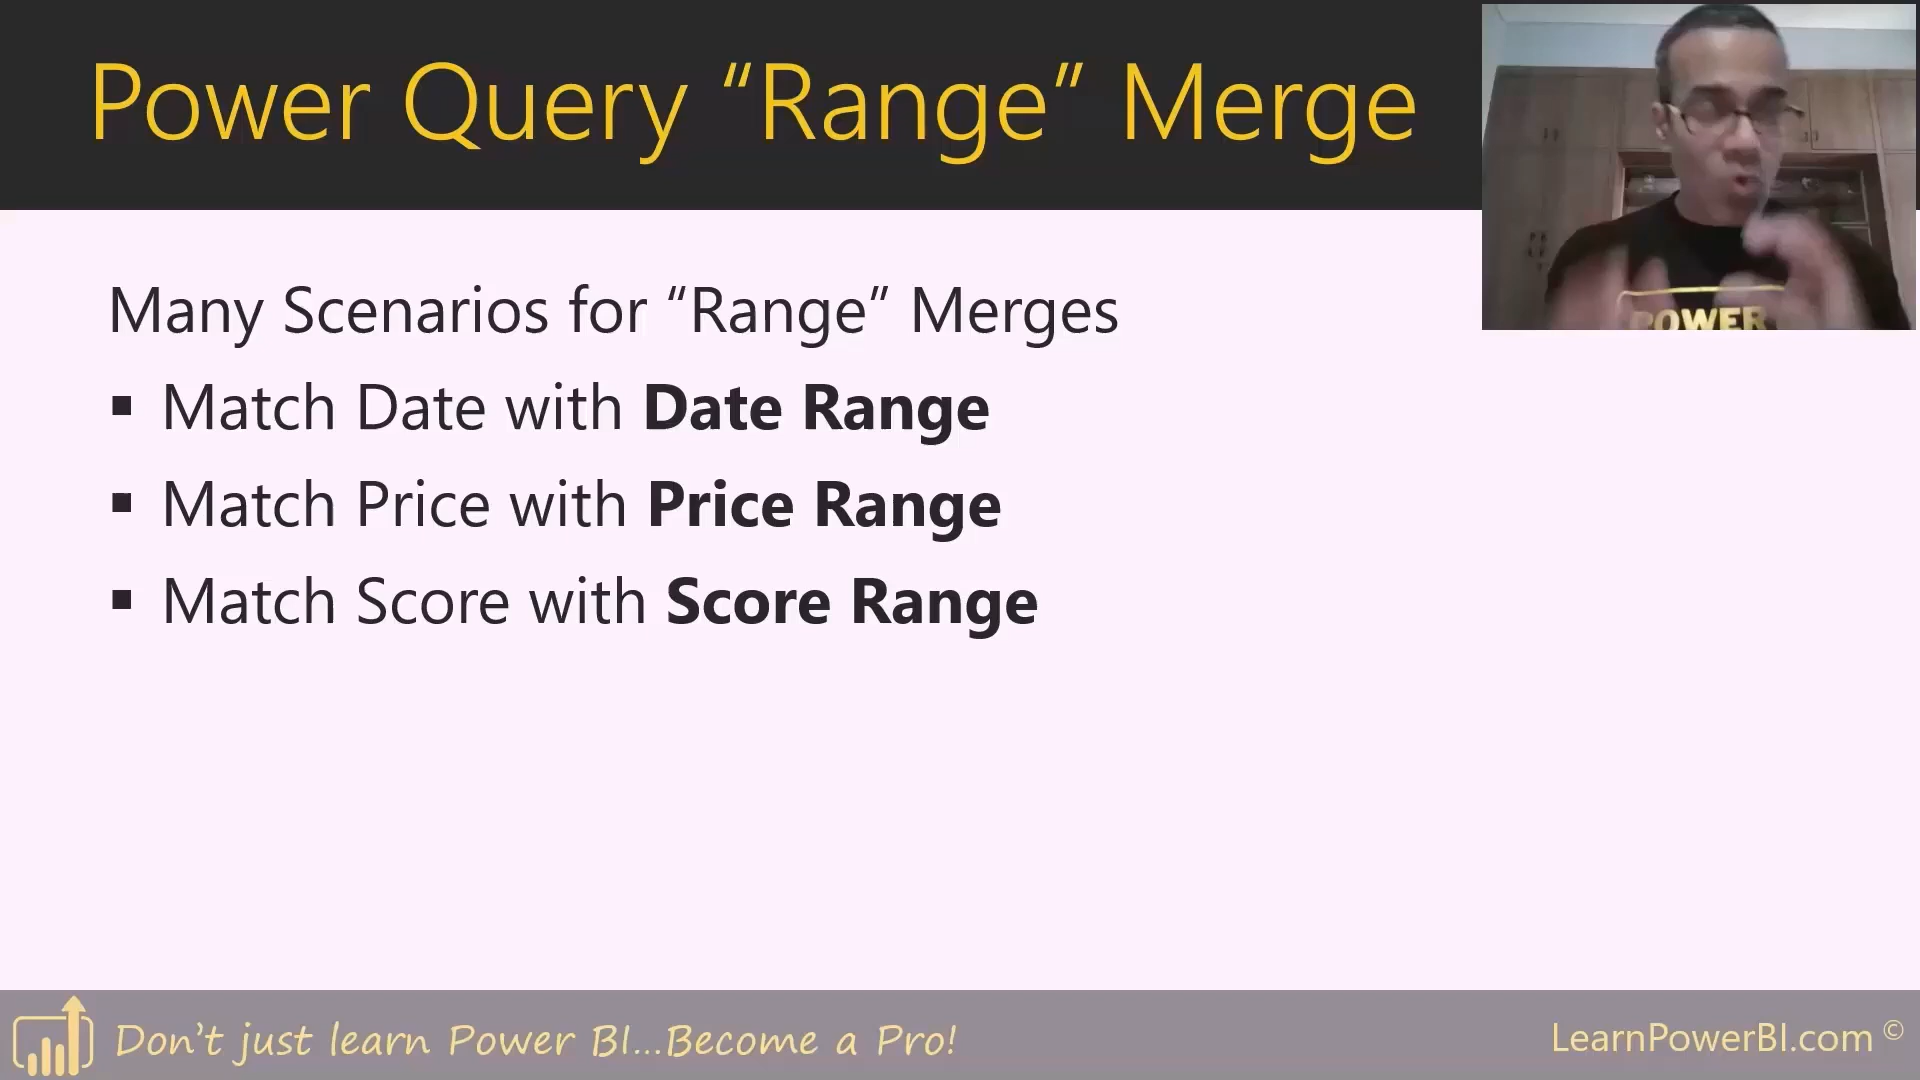 Power Query “Range” Merge
POWER
Many Scenarios for “Range” Merges
▪ Match Date with Date Range
▪ Match Price with Price Range
▪ Match Score with Score Range
Don't just learn Power BI...Become a Pro!
LearnPowerBI.com ©